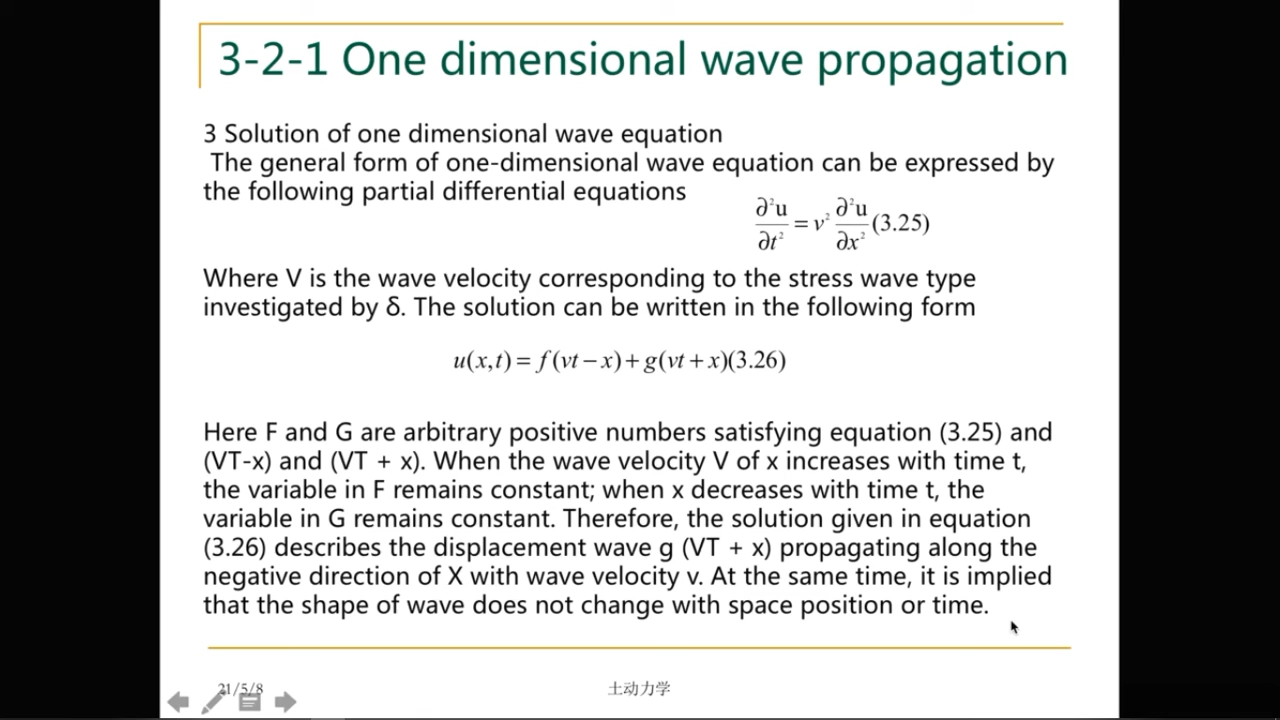 3-2-1 One dimensional wave propagation
3 Solution of one dimensional wave equation
The general form of one-dimensional wave equation can be expressed by
the following partial differential equations
∂²u/∂t² = v² ∂²u/∂x² (3.25)
Where V is the wave velocity corresponding to the stress wave type
investigated by δ. The solution can be written in the following form
u(x,t) = f(vt − x) + g(vt + x)(3.26)
Here F and G are arbitrary positive numbers satisfying equation (3.25) and
(VT-x) and (VT + x). When the wave velocity V of x increases with time t,
the variable in F remains constant; when x decreases with time t, the
variable in G remains constant. Therefore, the solution given in equation
(3.26) describes the displacement wave g (VT + x) propagating along the
negative direction of X with wave velocity v. At the same time, it is implied
that the shape of wave does not change with space position or time.
21/5/8
土动力学